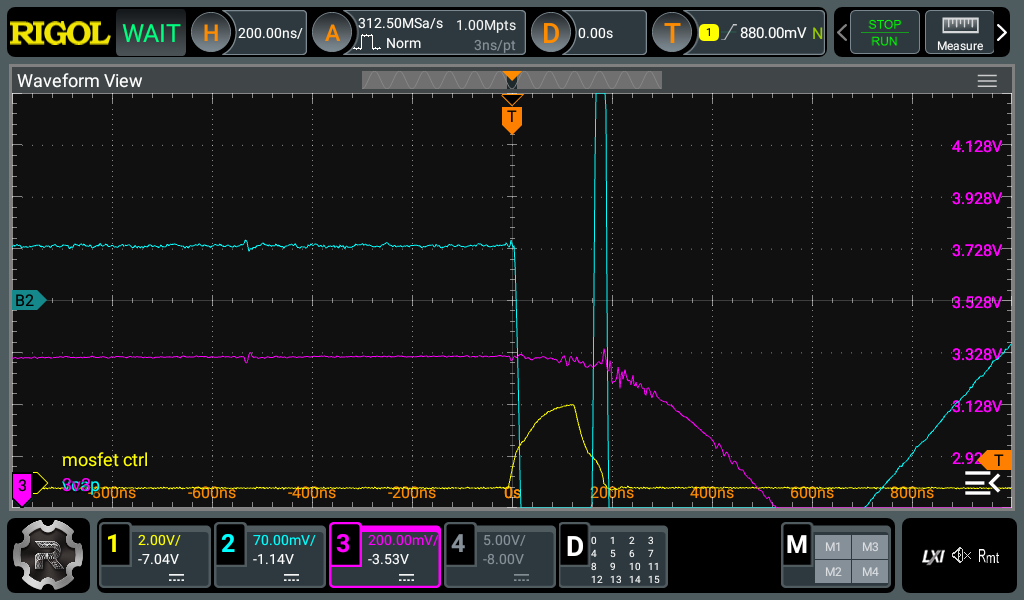 RIGOL WAIT H 200.00ns/ A 312.50MSa/s 1.00Mpts D 0.00s T 1 880.00mV N STOP
Norm 3ns/pt RUN Measure
Waveform View
T
4.128V
3.928V
3.728V
B2 3.528V
3.328V
3.128V
mosfet ctrl T
3
-600ns -400ns -200ns 0s 200ns 400ns 600ns 800ns
1 2.00V/ 2 70.00mV/ 3 200.00mV/ 4 5.00V/ D 0 1 2 3 M M1 M3
-7.04V -1.14V -3.53V -8.00V 4 5 6 7 LXI Rmt
8 9 10 11 M2 M4
12 13 14 15